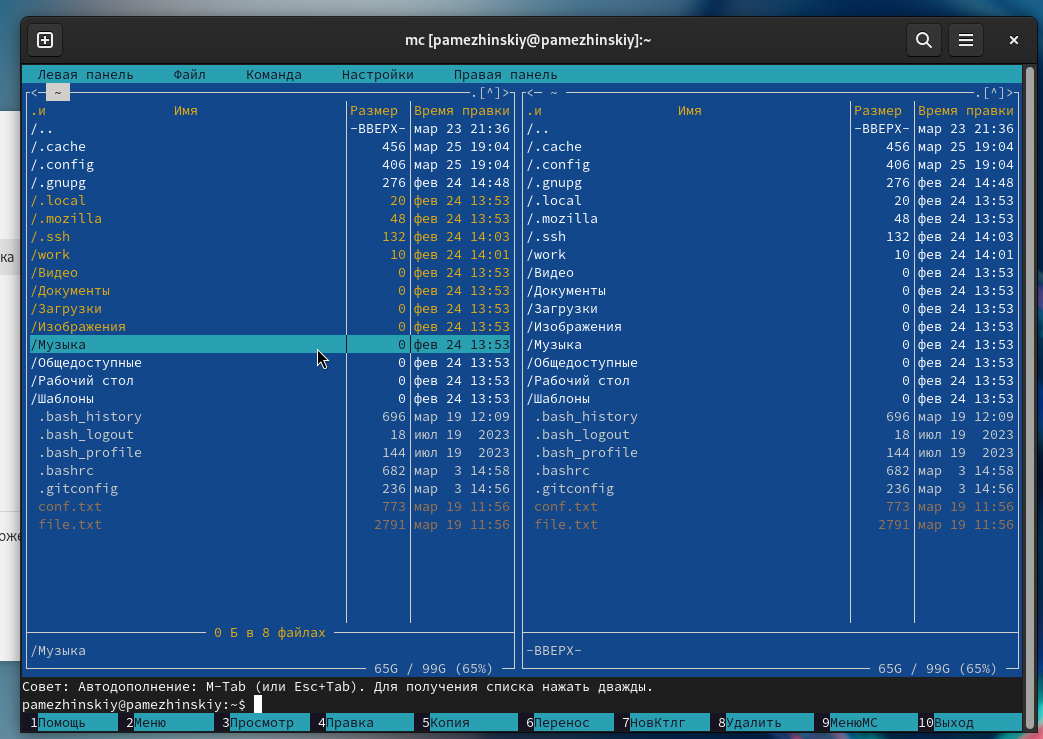 mc [pamezhinskiy@pamezhinskiy]:~
Левая панель Файл Команда Настройки Правая панель
<─ ~ .[^]> <─ ~ .[^]>
.и Имя Размер Время правки .и Имя Размер Время правки
/.. -ВВЕРХ- мар 23 21:36 /.. -ВВЕРХ- мар 23 21:36
/.cache 456 мар 25 19:04 /.cache 456 мар 25 19:04
/.config 406 мар 25 19:04 /.config 406 мар 25 19:04
/.gnupg 276 фев 24 14:48 /.gnupg 276 фев 24 14:48
/.local 20 фев 24 13:53 /.local 20 фев 24 13:53
/.mozilla 48 фев 24 13:53 /.mozilla 48 фев 24 13:53
/.ssh 132 фев 24 14:03 /.ssh 132 фев 24 14:03
/work 10 фев 24 14:01 /work 10 фев 24 14:01
/Видео 0 фев 24 13:53 /Видео 0 фев 24 13:53
/Документы 0 фев 24 13:53 /Документы 0 фев 24 13:53
/Загрузки 0 фев 24 13:53 /Загрузки 0 фев 24 13:53
/Изображения 0 фев 24 13:53 /Изображения 0 фев 24 13:53
/Музыка 0 фев 24 13:53 /Музыка 0 фев 24 13:53
/Общедоступные 0 фев 24 13:53 /Общедоступные 0 фев 24 13:53
/Рабочий стол 0 фев 24 13:53 /Рабочий стол 0 фев 24 13:53
/Шаблоны 0 фев 24 13:53 /Шаблоны 0 фев 24 13:53
.bash_history 696 мар 19 12:09 .bash_history 696 мар 19 12:09
.bash_logout 18 июл 19 2023 .bash_logout 18 июл 19 2023
.bash_profile 144 июл 19 2023 .bash_profile 144 июл 19 2023
.bashrc 682 мар 3 14:58 .bashrc 682 мар 3 14:58
.gitconfig 236 мар 3 14:56 .gitconfig 236 мар 3 14:56
conf.txt 773 мар 19 11:56 conf.txt 773 мар 19 11:56
file.txt 2791 мар 19 11:56 file.txt 2791 мар 19 11:56
0 Б в 8 файлах
/Музыка -ВВЕРХ-
65G / 99G (65%) 65G / 99G (65%)
Совет: Автодополнение: M-Tab (или Esc+Tab). Для получения списка нажать дважды.
pamezhinskiy@pamezhinskiy:~$
1Помощь 2Меню 3Просмотр 4Правка 5Копия 6Перенос 7НовКтлг 8Удалить 9МенюМС 10Выход
ка
оже